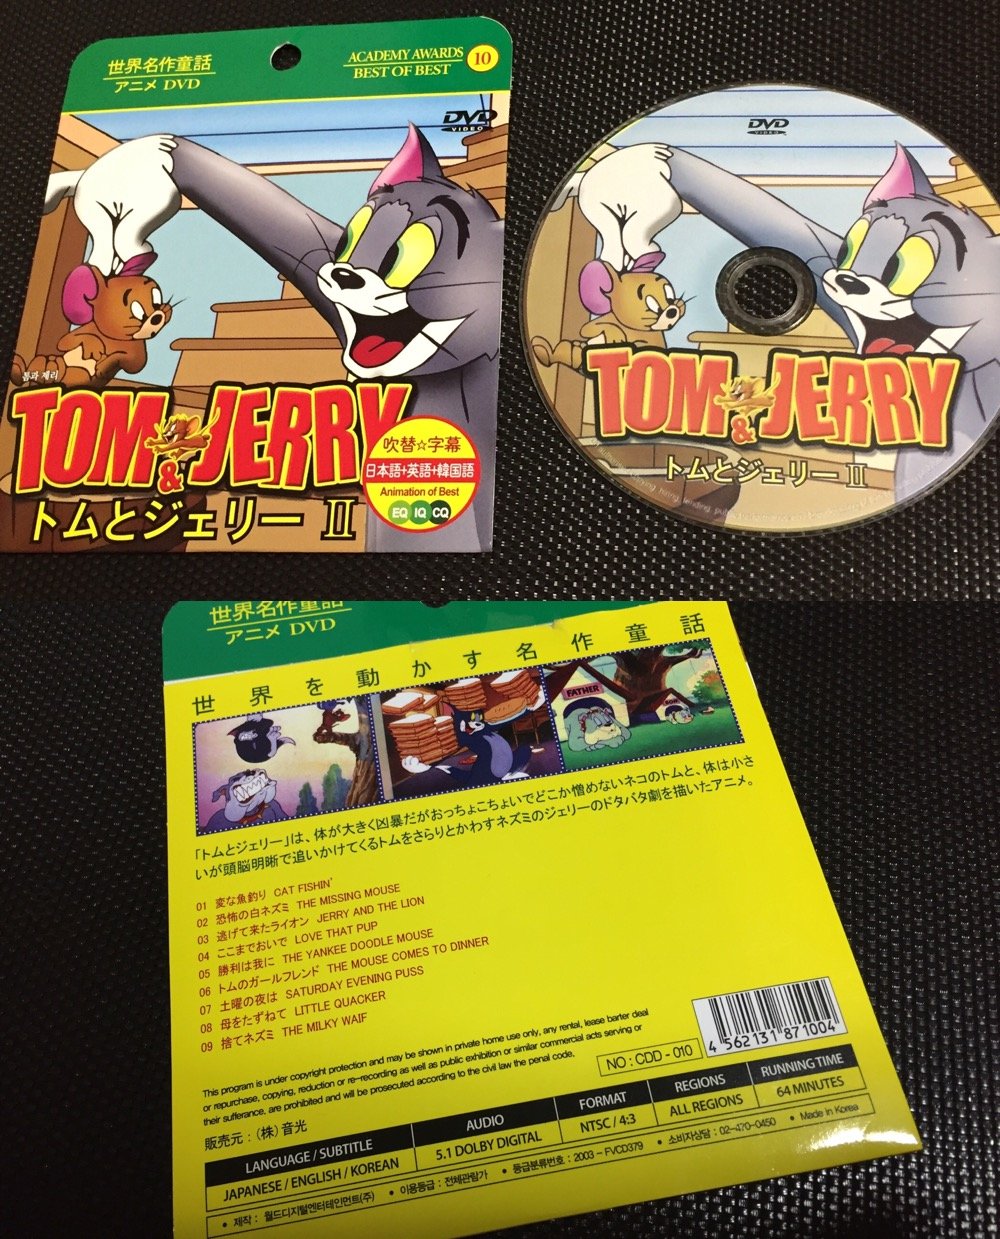 世界名作童話
アニメ DVD
ACADEMY AWARDS
BEST OF BEST
10
DVD
VIDEO
톰과 제리
TOM & JERRY
吹替☆字幕
日本語+英語+韓国語
Animation of Best
EQ IQ CQ
トムとジェリー II
DVD
VIDEO
TOM & JERRY
トムとジェリー II
世界名作童話
アニメ DVD
世界を動かす名作童話
FATHER
SON
「トムとジェリー」は、体が大きく凶暴だがおっちょこちょいでどこか憎めないネコのトムと、体は小さ
いが頭脳明晰で追いかけてくるトムをさらりとかわすネズミのジェリーのドタバタ劇を描いたアニメ。
01 変な魚釣り CAT FISHIN'
02 恐怖の白ネズミ THE MISSING MOUSE
03 逃げて来たライオン JERRY AND THE LION
04 ここまでおいで LOVE THAT PUP
05 勝利は我に THE YANKEE DOODLE MOUSE
06 トムのガールフレンド THE MOUSE COMES TO DINNER
07 土曜の夜は SATURDAY EVENING PUSS
08 母をたずねて LITTLE QUACKER
09 捨てネズミ THE MILKY WAIF
This program is under copyright protection and may be shown in private home use only, any rental, lease barter deal
or repurchase, copying, reduction or re-recording as well as public exhibition or similar commercial acts serving or
their sufferance, are prohibited and will be prosecuted according to the civil law the penal code.
販売元 : (株) 音光
NO : CDD - 010
4 562131 871004
LANGUAGE / SUBTITLE
AUDIO
FORMAT
REGIONS
RUNNING TIME
JAPANESE / ENGLISH / KOREAN
5.1 DOLBY DIGITAL
NTSC / 4:3
ALL REGIONS
64 MINUTES
• 제작 : 월드디지털엔터테인먼트(주) • 이용등급 : 전체관람가 • 등급분류번호 : 2003 - FVCD379 • 소비자상담 : 02-470-0450 • Made in Korea